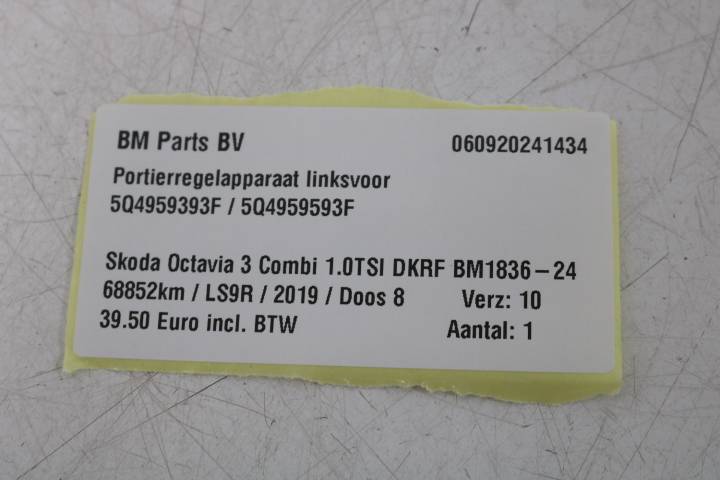 BM Parts BV 060920241434
Portierregelapparaat linksvoor
5Q4959393F / 5Q4959593F
Skoda Octavia 3 Combi 1.0TSI DKRF BM1836-24
68852km / LS9R / 2019 / Doos 8 Verz: 10
39.50 Euro incl. BTW Aantal: 1